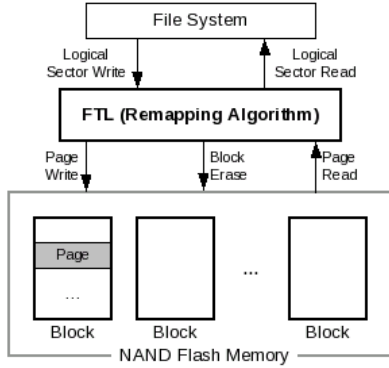 File System
Logical
Sector Write
Logical
Sector Read
FTL (Remapping Algorithm)
Page
Write
Block
Erase
Page
Read
Page
...
...
Block
Block
Block
NAND Flash Memory